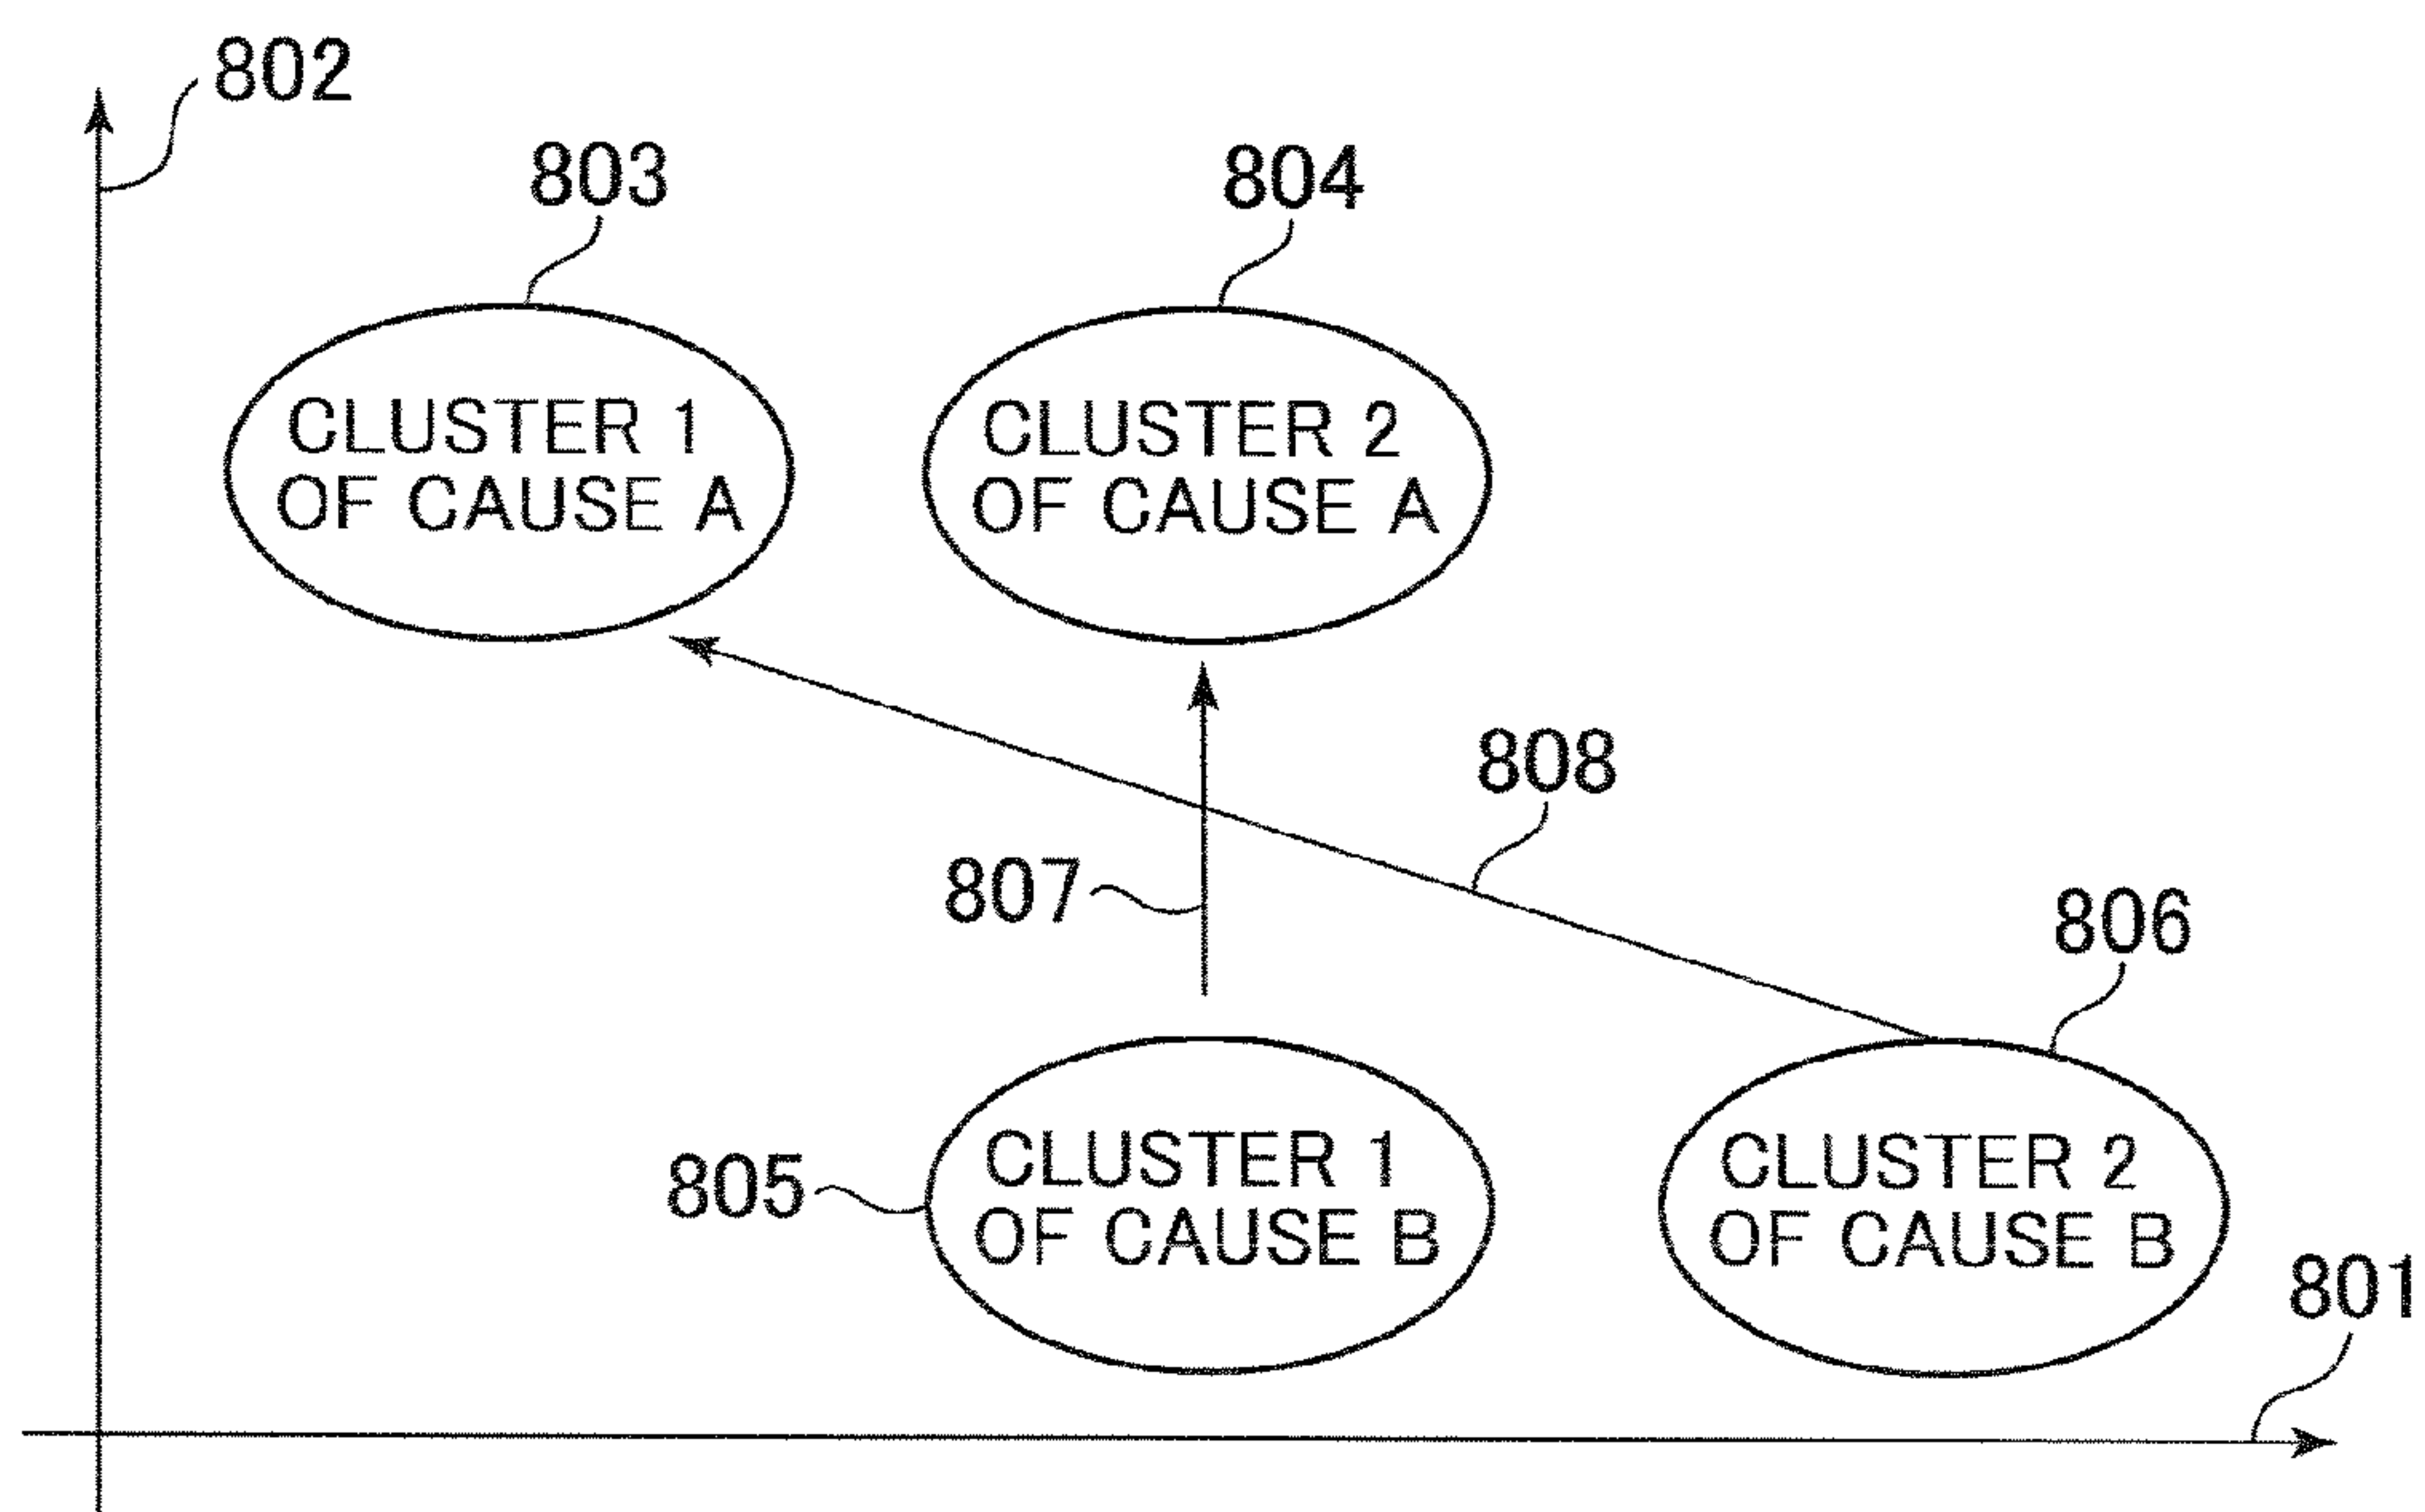 802
803
804
CLUSTER 1
OF CAUSE A
CLUSTER 2
OF CAUSE A
808
807
806
805
CLUSTER 1
OF CAUSE B
CLUSTER 2
OF CAUSE B
801